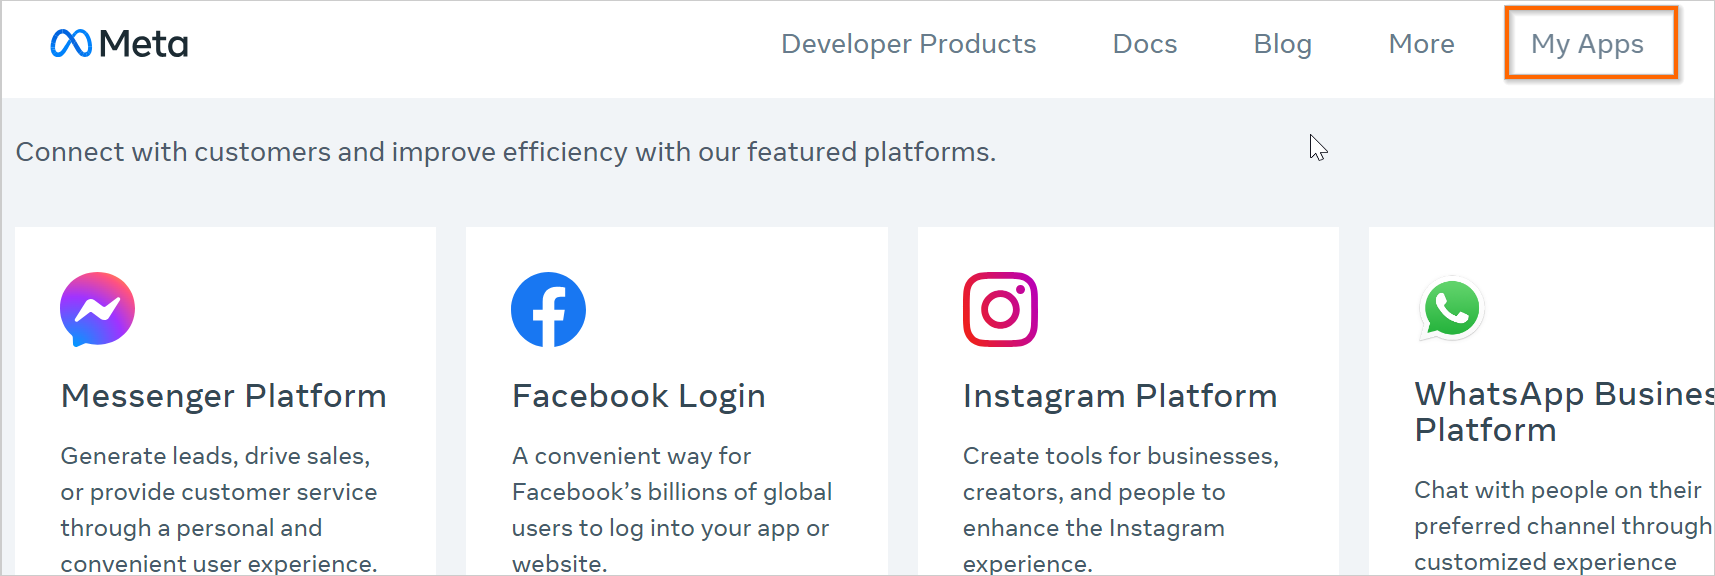 Meta
Developer Products
Docs
Blog
More
My Apps
Connect with customers and improve efficiency with our featured platforms.
Messenger Platform
Generate leads, drive sales,
or provide customer service
through a personal and
convenient user experience.
Facebook Login
A convenient way for
Facebook’s billions of global
users to log into your app or
website.
Instagram Platform
Create tools for businesses,
creators, and people to
enhance the Instagram
experience.
WhatsApp Busines
Platform
Chat with people on their
preferred channel through
customized experience